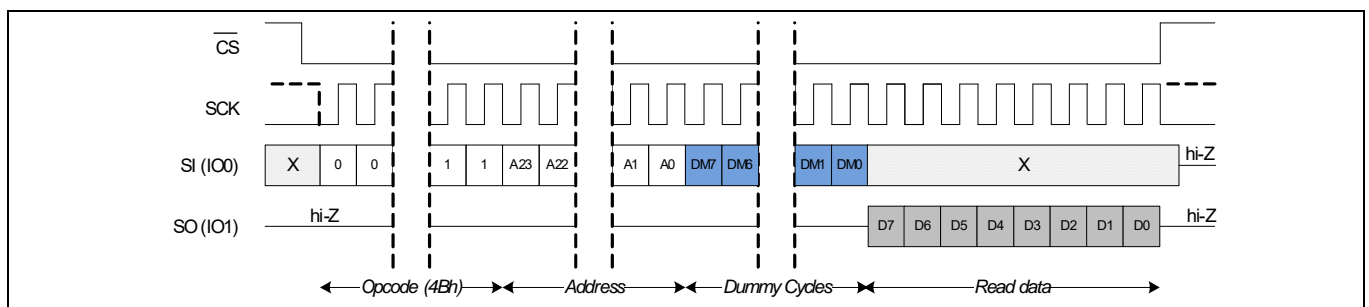 CS
SCK
SI (IO0) X 0 0 1 1 A23 A22 A1 A0 DM7 DM6 DM1 DM0 X hi-Z
SO (IO1) hi-Z D7 D6 D5 D4 D3 D2 D1 D0 hi-Z
Opcode (4Bh) Address Dummy Cycles Read data